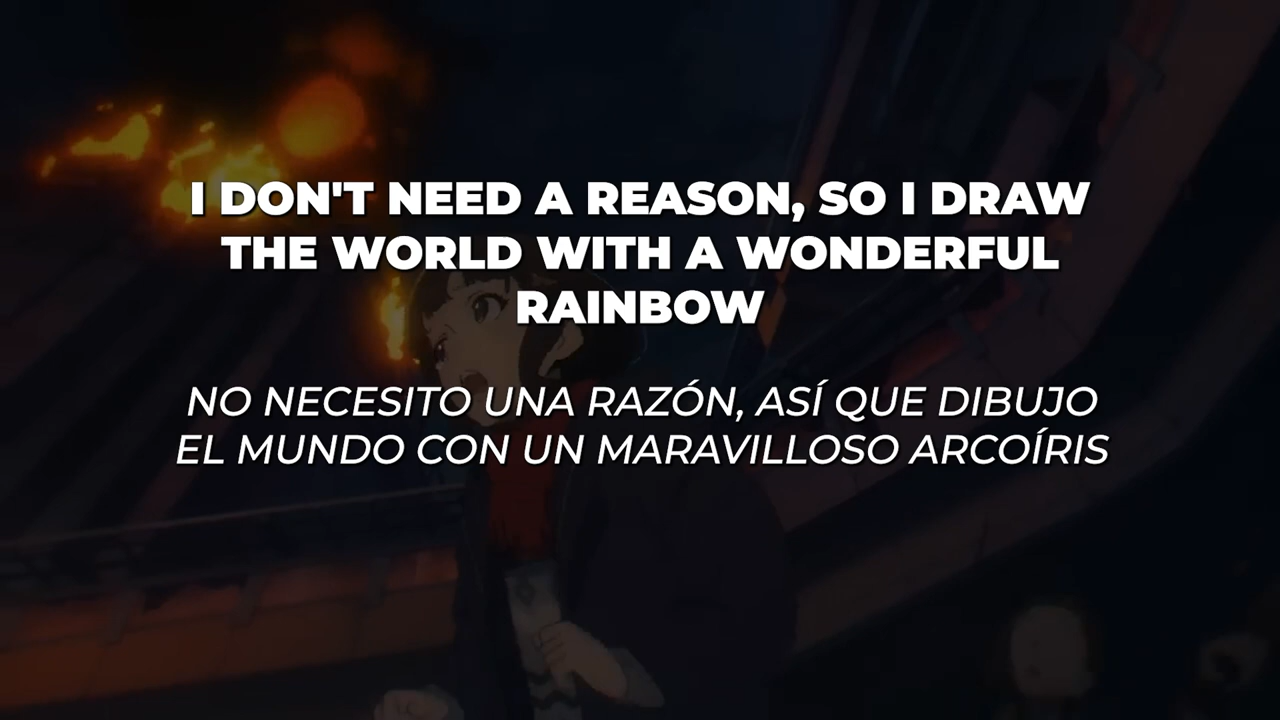 I DON'T NEED A REASON, SO I DRAW
THE WORLD WITH A WONDERFUL
RAINBOW
NO NECESITO UNA RAZÓN, ASÍ QUE DIBUJO
EL MUNDO CON UN MARAVILLOSO ARCOÍRIS